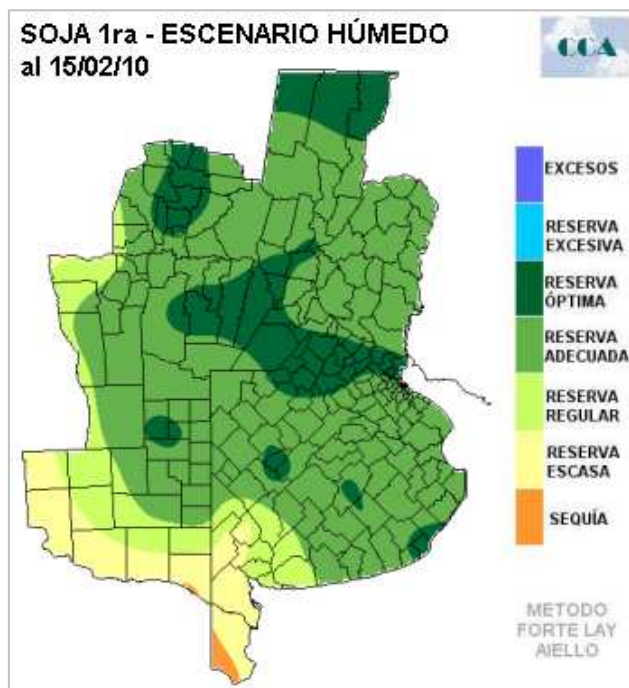 SOJA 1ra - ESCENARIO HÚMEDO
al 15/02/10
CCA
EXCESOS
RESERVA
EXCESIVA
RESERVA
ÓPTIMA
RESERVA
ADECUADA
RESERVA
REGULAR
RESERVA
ESCASA
SEQUÍA
METODO
FORTE LAY
AIELLO